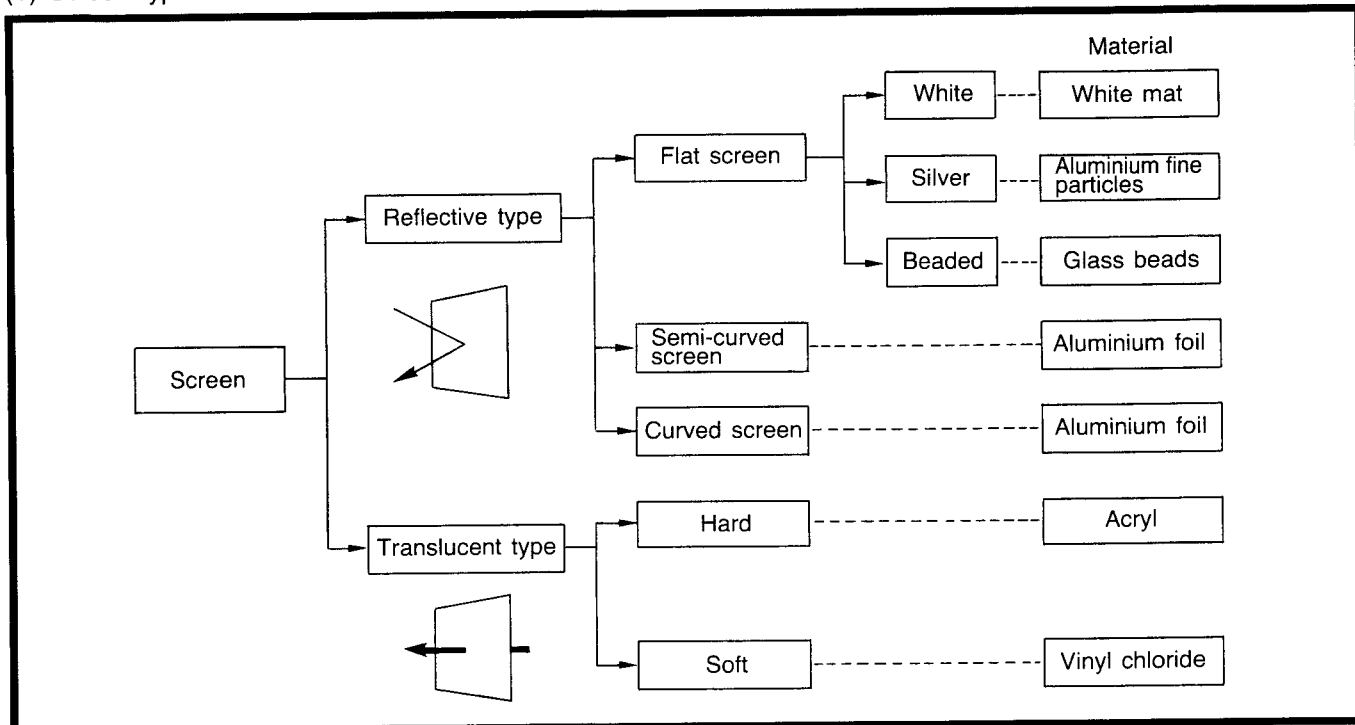 Material
White
White mat
Flat screen
Silver
Aluminium fine
particles
Reflective type
Beaded
Glass beads
Semi-curved
screen
Aluminium foil
Screen
Curved screen
Aluminium foil
Hard
Acryl
Translucent type
Soft
Vinyl chloride